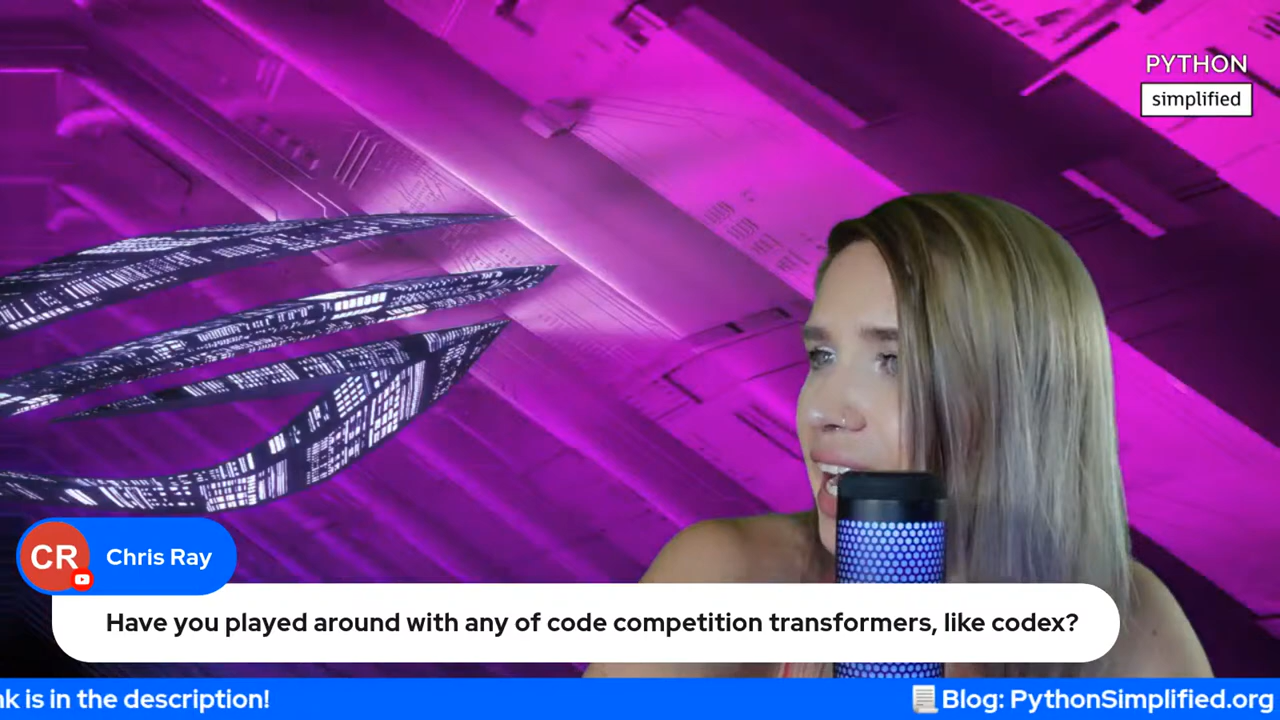 PYTHON
simplified
CR
Chris Ray
Have you played around with any of code competition transformers, like codex?
nk is in the description!
Blog: PythonSimplified.org